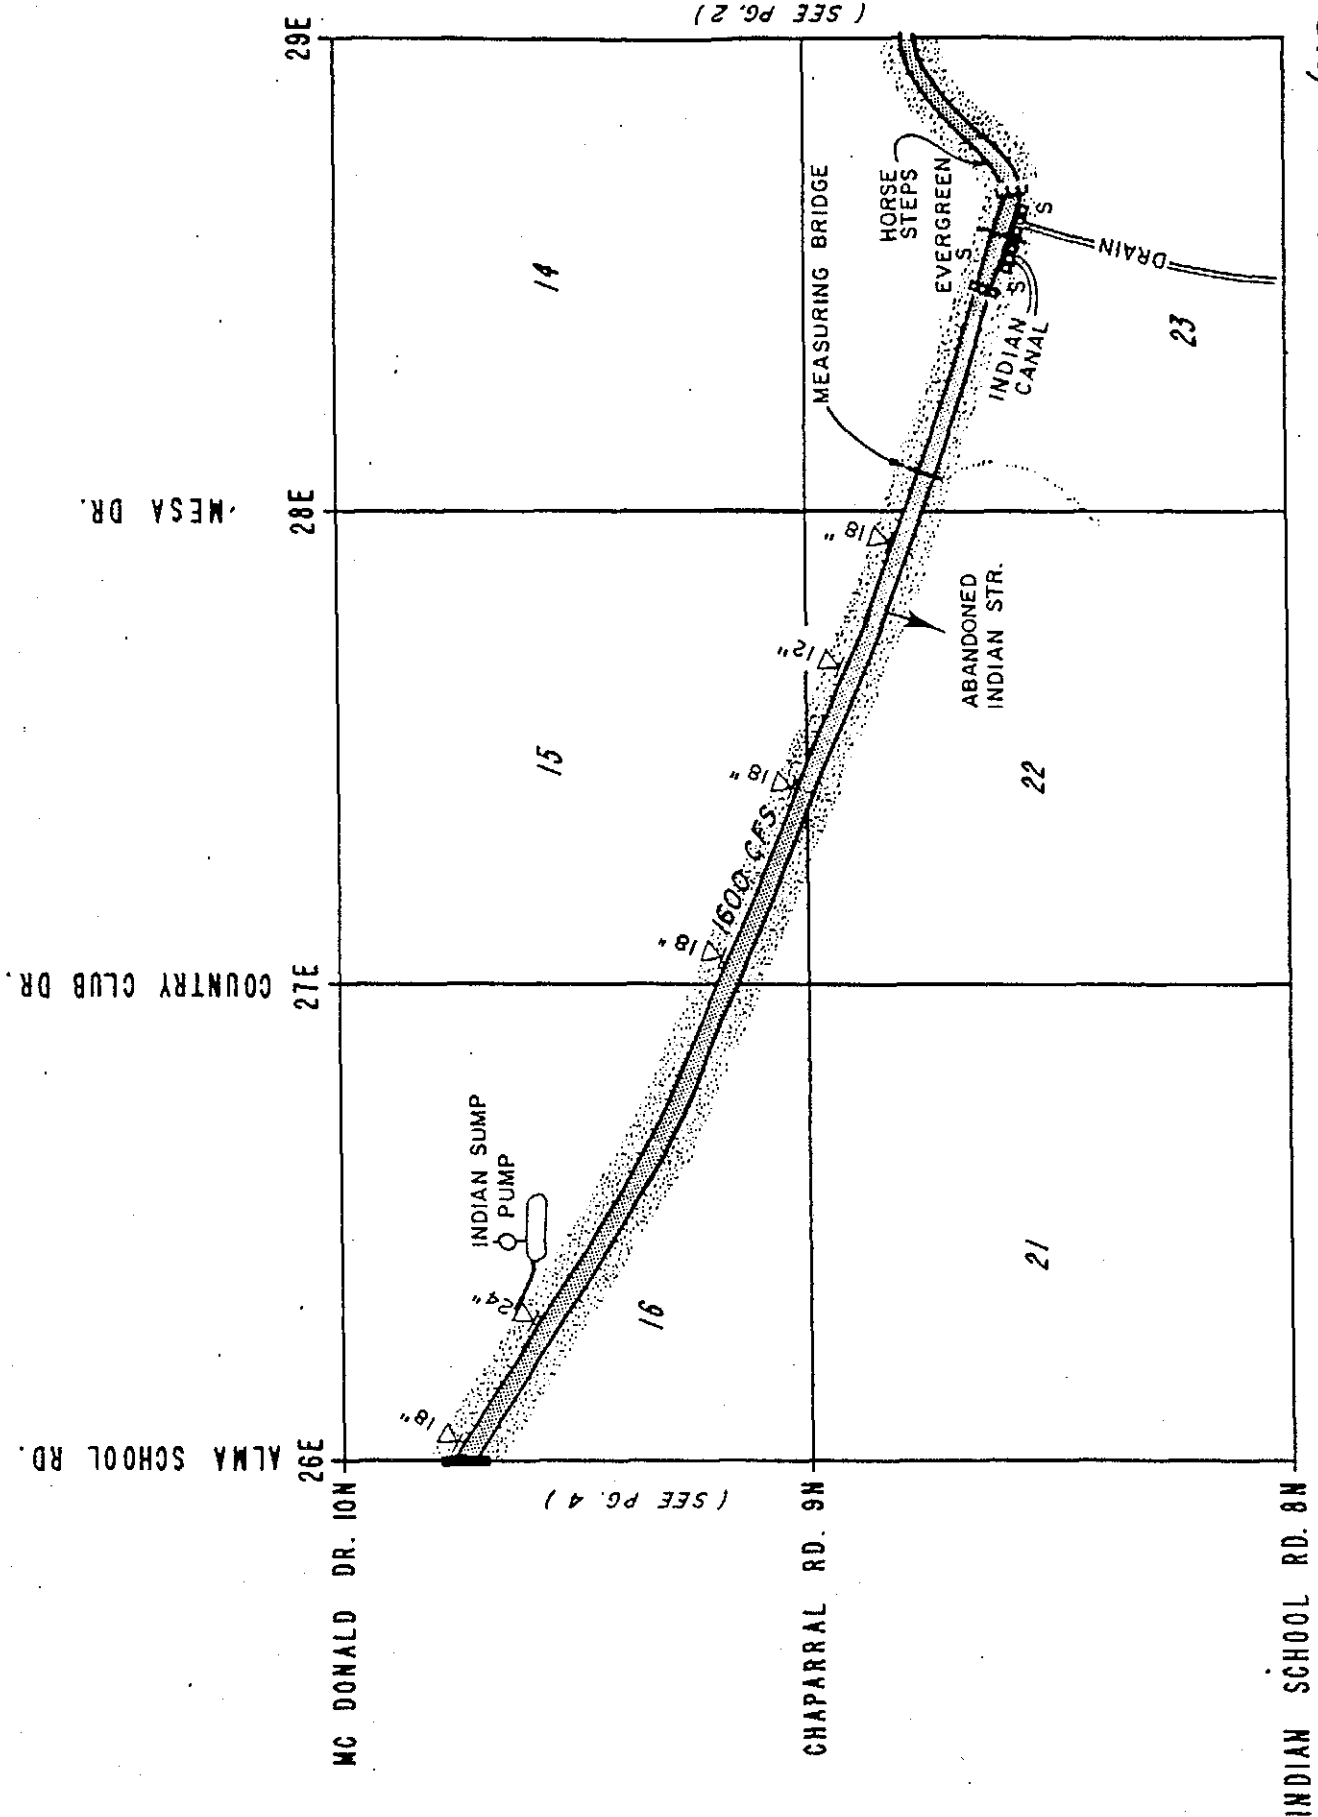 ALMA SCHOOL RD.
26E
COUNTRY CLUB DR.
27E
MESA DR.
28E
29E
MC DONALD DR. 10N
CHAPARRAL RD. 9N
INDIAN SCHOOL RD. 8N
(SEE PG. 4)
(SEE PG. 2)
18"
24"
INDIAN SUMP
PUMP
16
18"
1600 C.F.S.
18"
15
12"
18"
14
MEASURING BRIDGE
HORSE
STEPS
EVERGREEN
S
S
S
INDIAN
CANAL
DRAIN
ABANDONED
INDIAN STR.
21
22
23